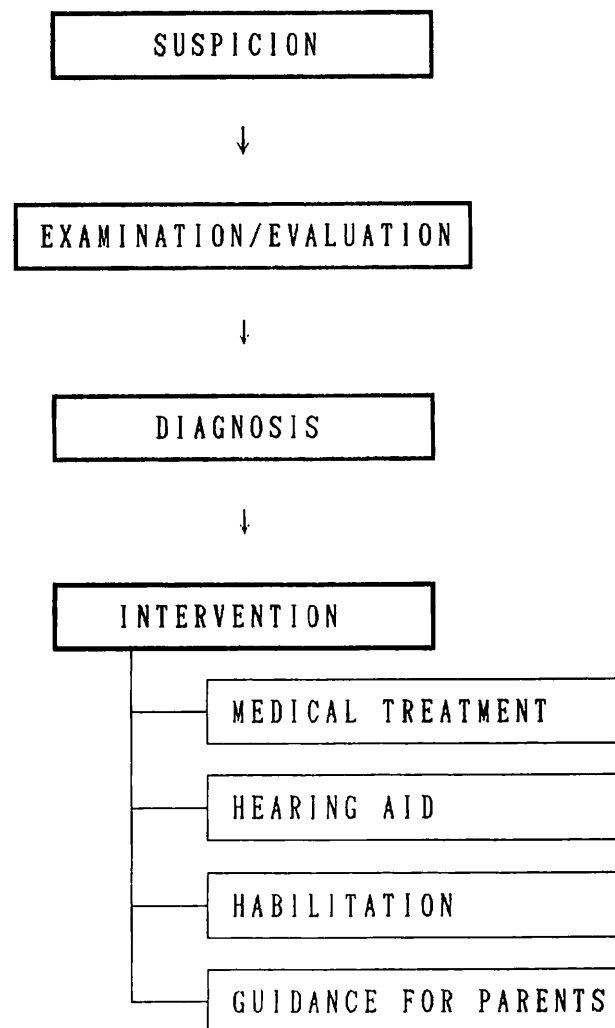 SUSPICION
↓
EXAMINATION/EVALUATION
↓
DIAGNOSIS
↓
INTERVENTION
MEDICAL TREATMENT
HEARING AID
HABILITATION
GUIDANCE FOR PARENTS